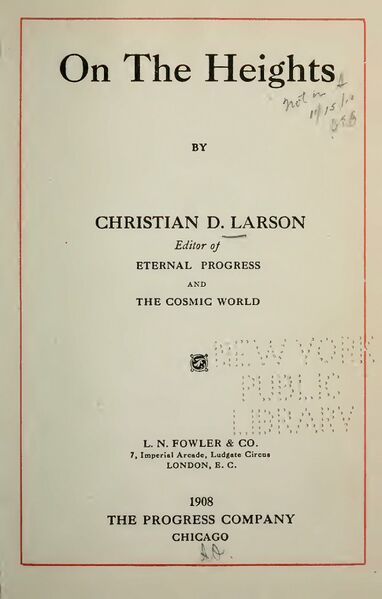 On The Heights
BY
CHRISTIAN D. LARSON
Editor of
ETERNAL PROGRESS
AND
THE COSMIC WORLD
NEW YORK
PUBLIC
LIBRARY
L. N. FOWLER & CO.
7, Imperial Arcade, Ludgate Circus
LONDON, E. C.
1908
THE PROGRESS COMPANY
CHICAGO